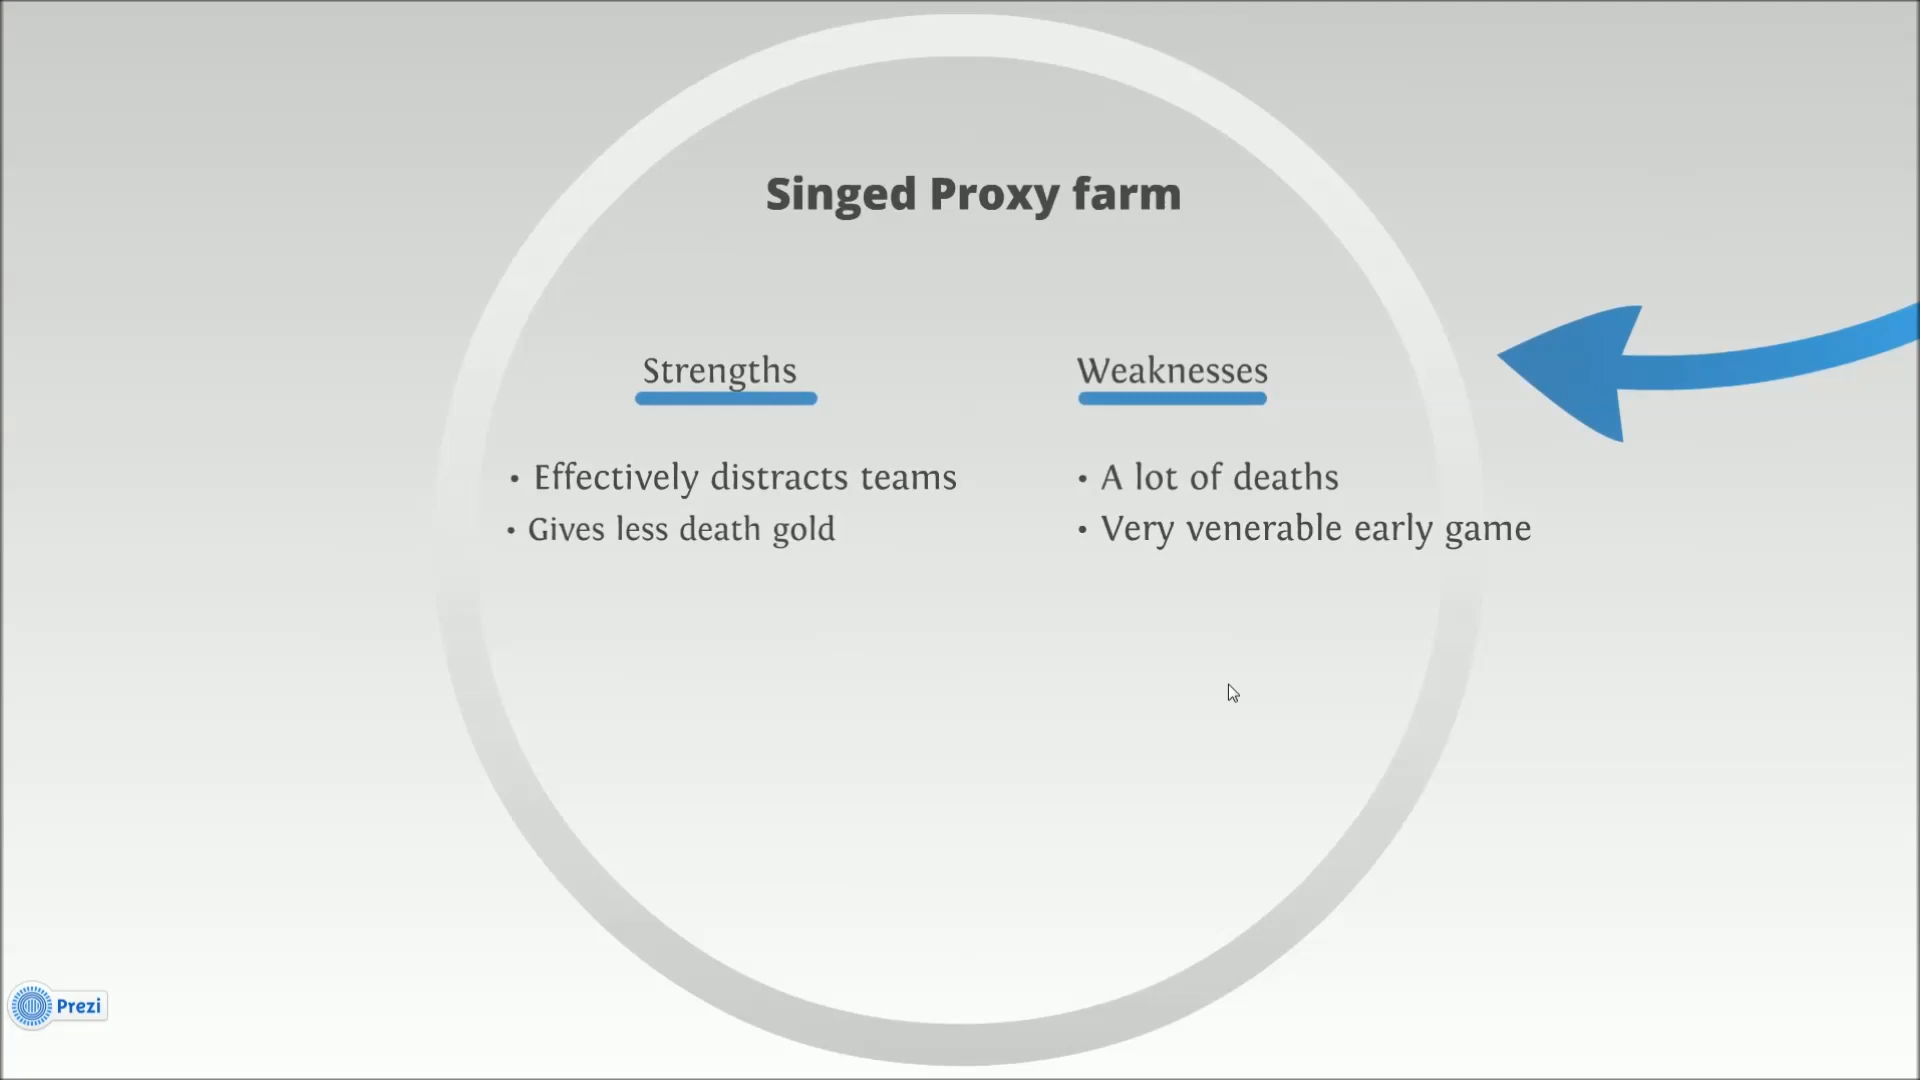 Singed Proxy farm
Strengths
• Effectively distracts teams
• Gives less death gold
Weaknesses
• A lot of deaths
• Very venerable early game
Prezi